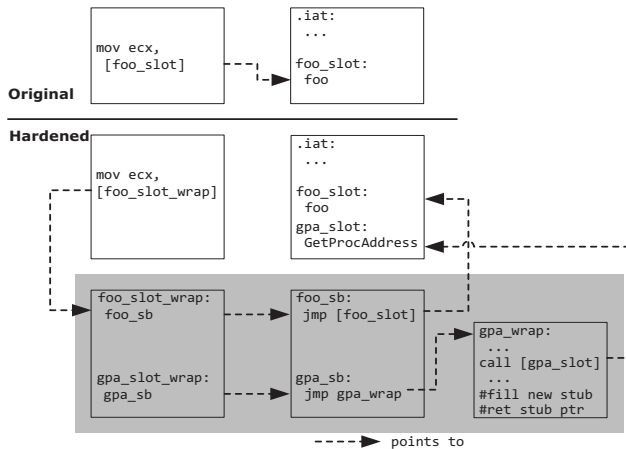 mov ecx,
[foo_slot]
.iat:
...
foo_slot:
foo
Original
Hardened
mov ecx,
[foo_slot_wrap]
.iat:
...
foo_slot:
foo
gpa_slot:
GetProcAddress
foo_slot_wrap:
foo_sb
gpa_slot_wrap:
gpa_sb
foo_sb:
jmp [foo_slot]
gpa_sb:
jmp gpa_wrap
gpa_wrap:
...
call [gpa_slot]
...
#fill new stub
#ret stub ptr
points to